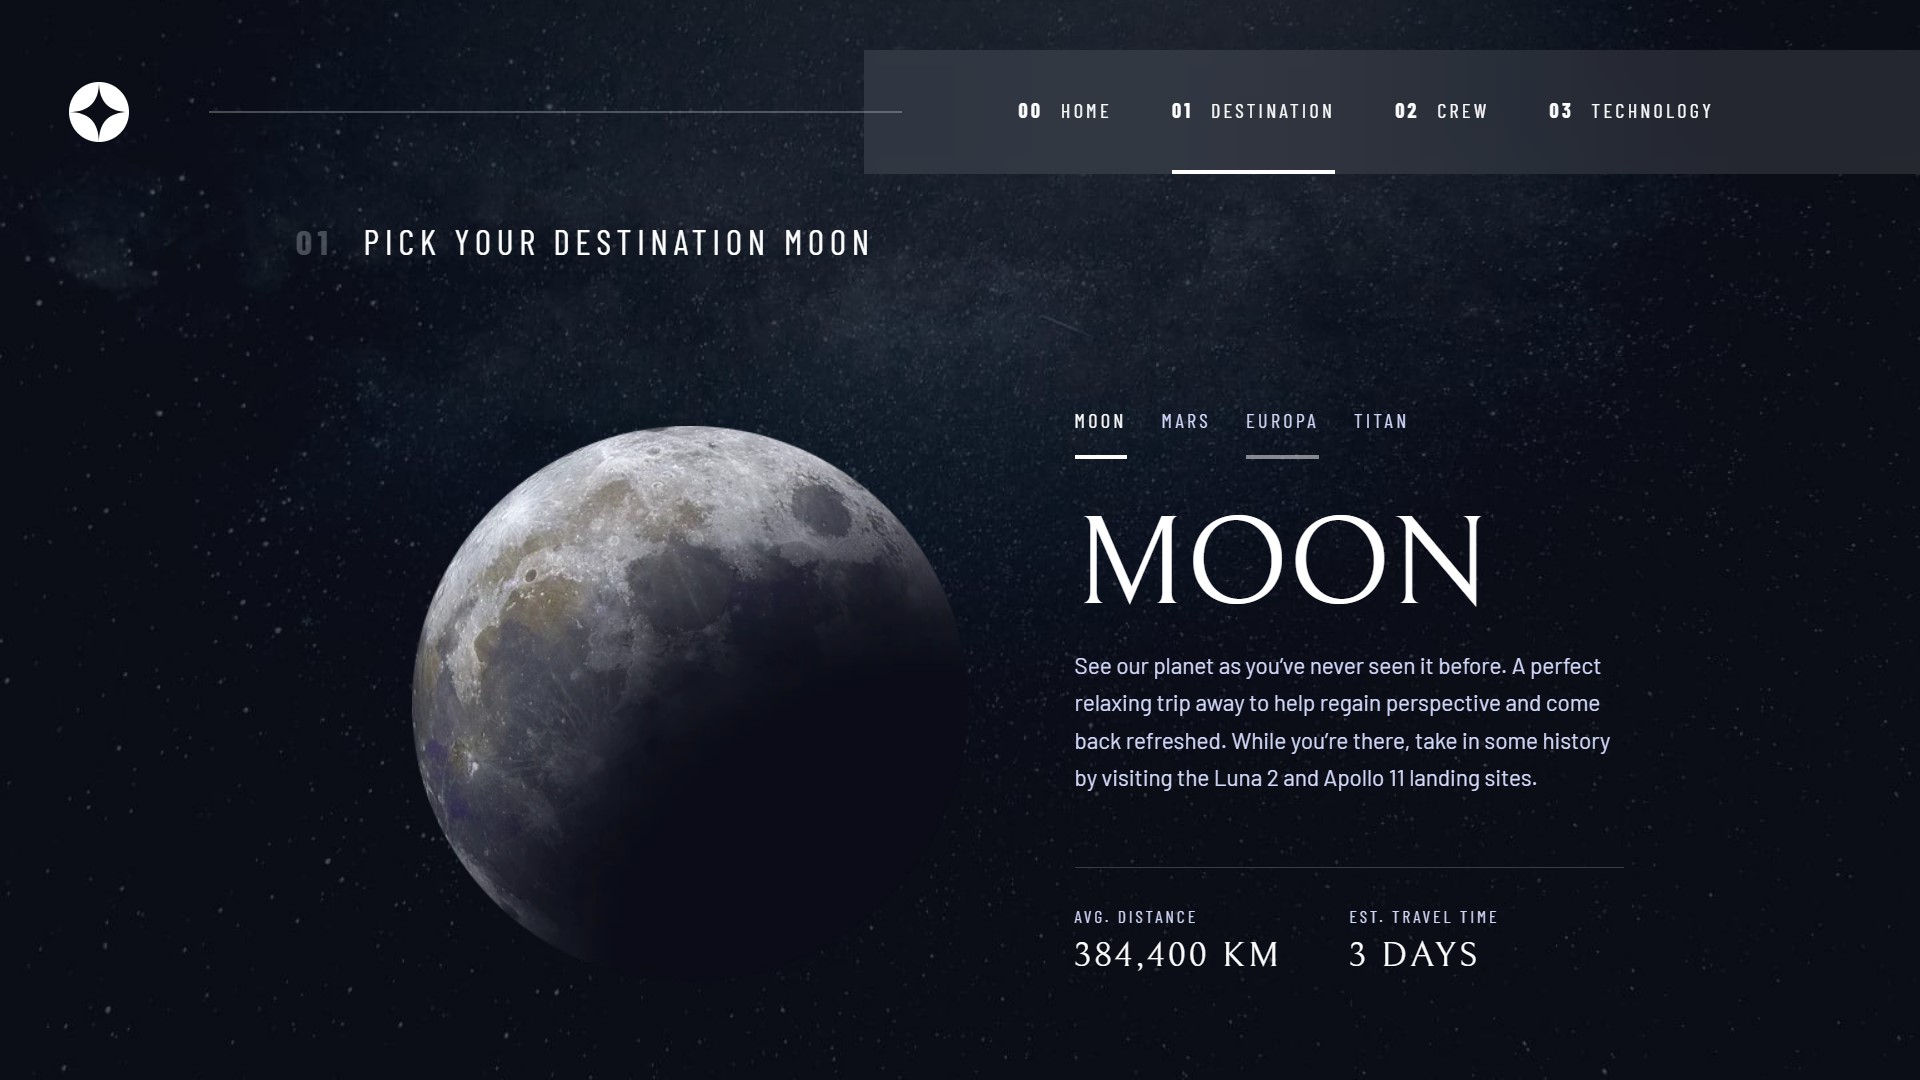 00 HOME 01 DESTINATION 02 CREW 03 TECHNOLOGY
01 PICK YOUR DESTINATION MOON
MOON MARS EUROPA TITAN
MOON
See our planet as you’ve never seen it before. A perfect
relaxing trip away to help regain perspective and come
back refreshed. While you’re there, take in some history
by visiting the Luna 2 and Apollo 11 landing sites.
AVG. DISTANCE
384,400 KM
EST. TRAVEL TIME
3 DAYS